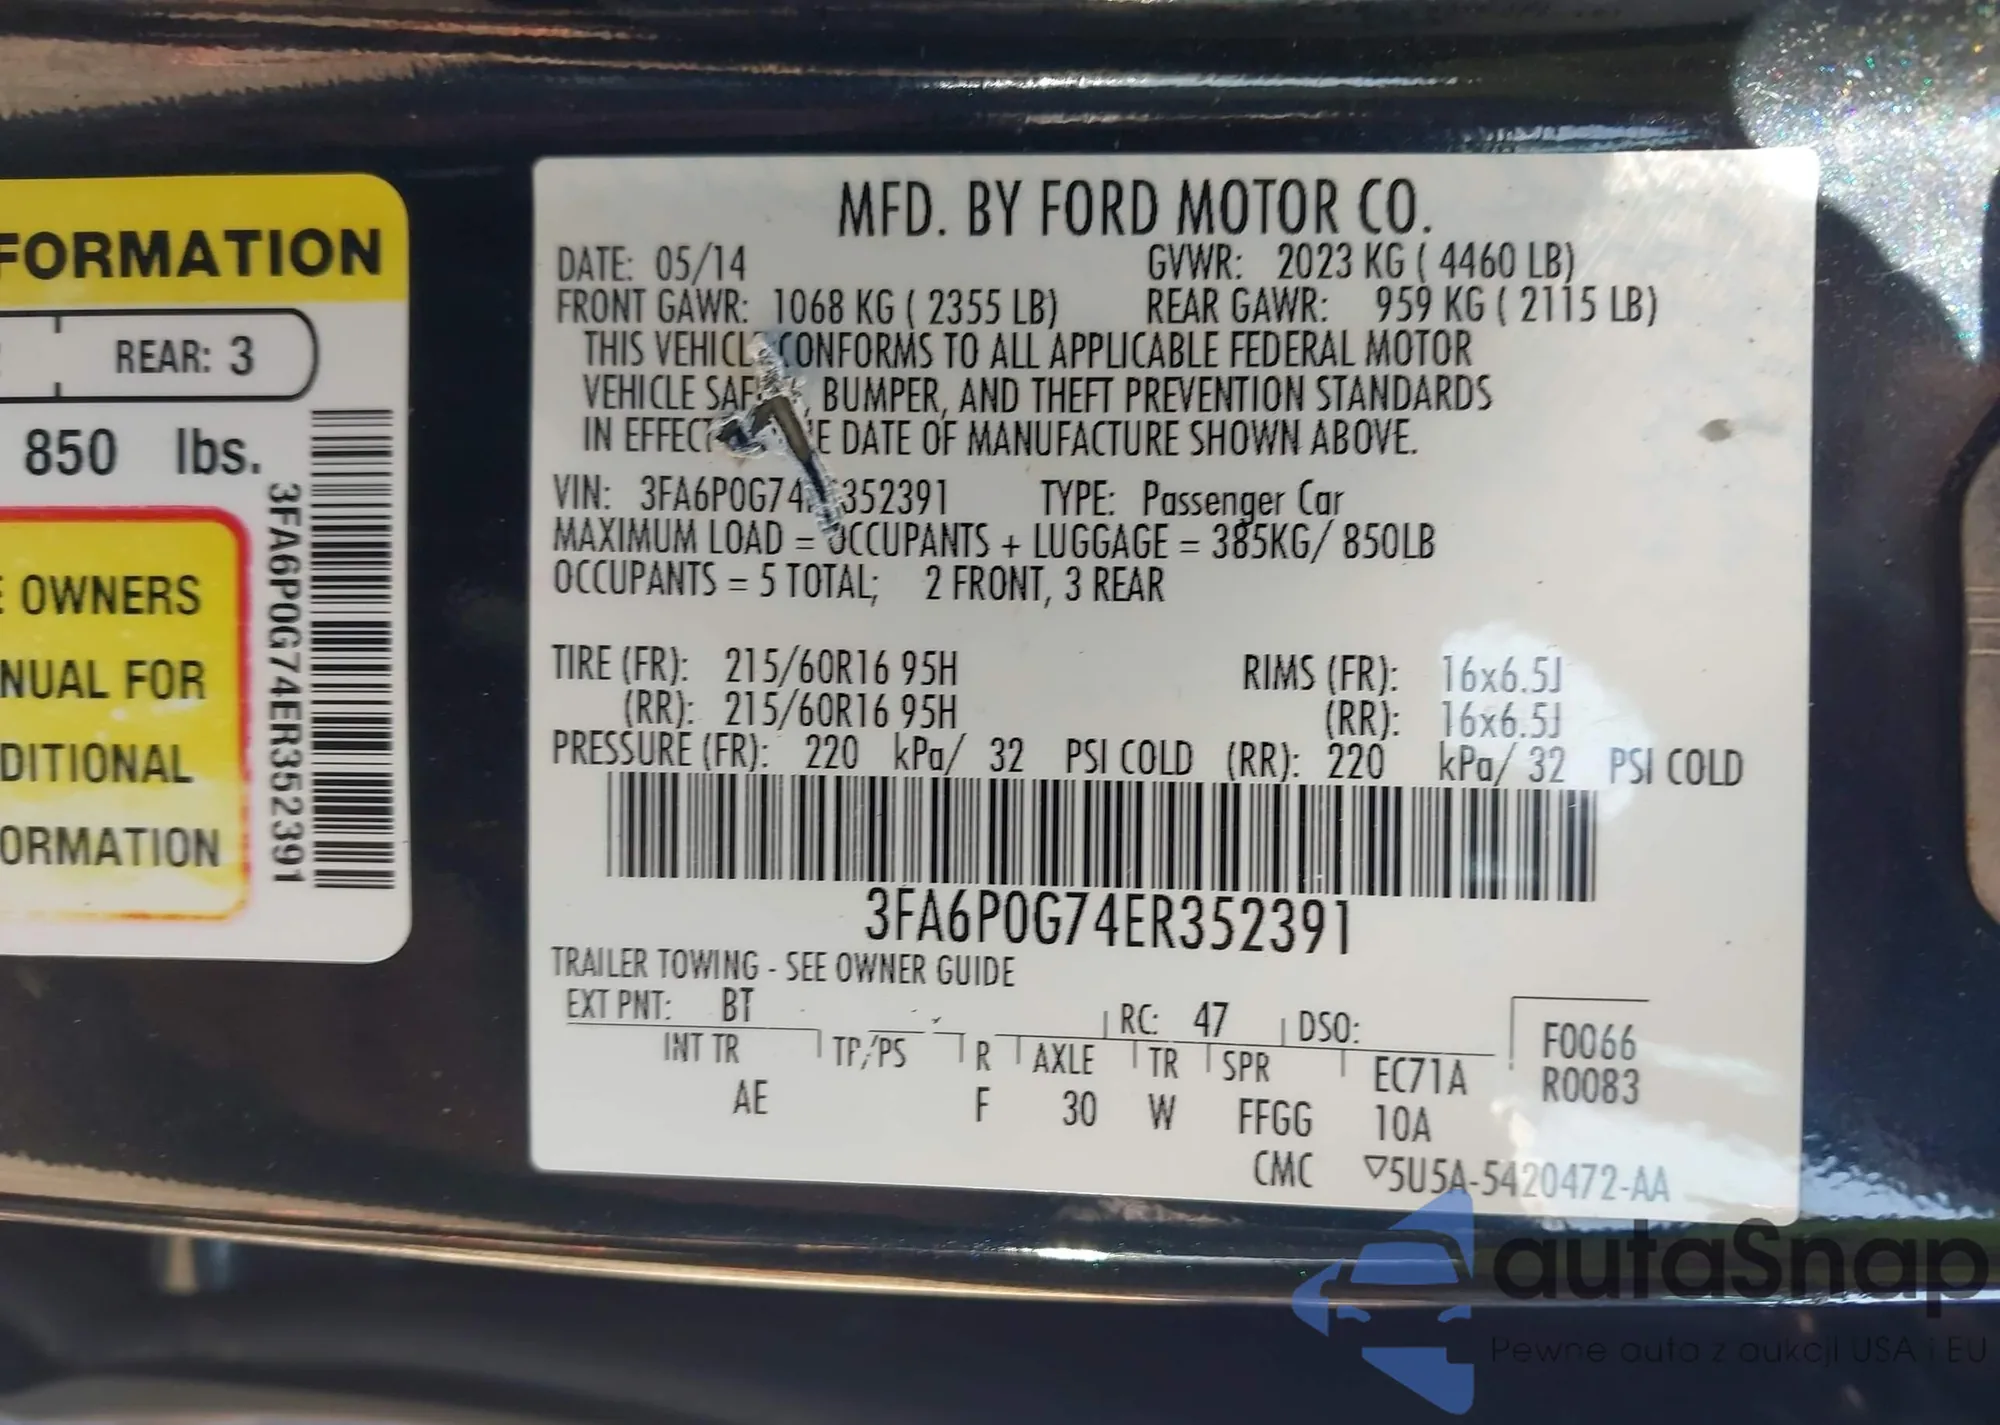 FORMATION
REAR: 3
850 lbs.
OWNERS
NUAL FOR
DITIONAL
ORMATION
3FA6P0G74ER352391
MFD. BY FORD MOTOR CO.
DATE: 05/14 GVWR: 2023 KG ( 4460 LB)
FRONT GAWR: 1068 KG ( 2355 LB) REAR GAWR: 959 KG ( 2115 LB)
THIS VEHICL CONFORMS TO ALL APPLICABLE FEDERAL MOTOR
VEHICLE SAF , BUMPER, AND THEFT PREVENTION STANDARDS
IN EFFECT E DATE OF MANUFACTURE SHOWN ABOVE.
VIN: 3FA6P0G74 352391 TYPE: Passenger Car
MAXIMUM LOAD = OCCUPANTS + LUGGAGE = 385KG/ 850LB
OCCUPANTS = 5 TOTAL; 2 FRONT, 3 REAR
TIRE (FR): 215/60R16 95H RIMS (FR): 16x6.5J
(RR): 215/60R16 95H (RR): 16x6.5J
PRESSURE (FR): 220 kPa/ 32 PSI COLD (RR): 220 kPa/ 32 PSI COLD
3FA6P0G74ER352391
TRAILER TOWING - SEE OWNER GUIDE
EXT PNT: BT RC: 47 DSO: F0066
INT TR TP/PS R AXLE TR SPR EC71A R0083
AE F 30 W FFGG 10A
CMC ▽5U5A-5420472-AA
autaSnap
Pewne auto z aukcji USA i EU